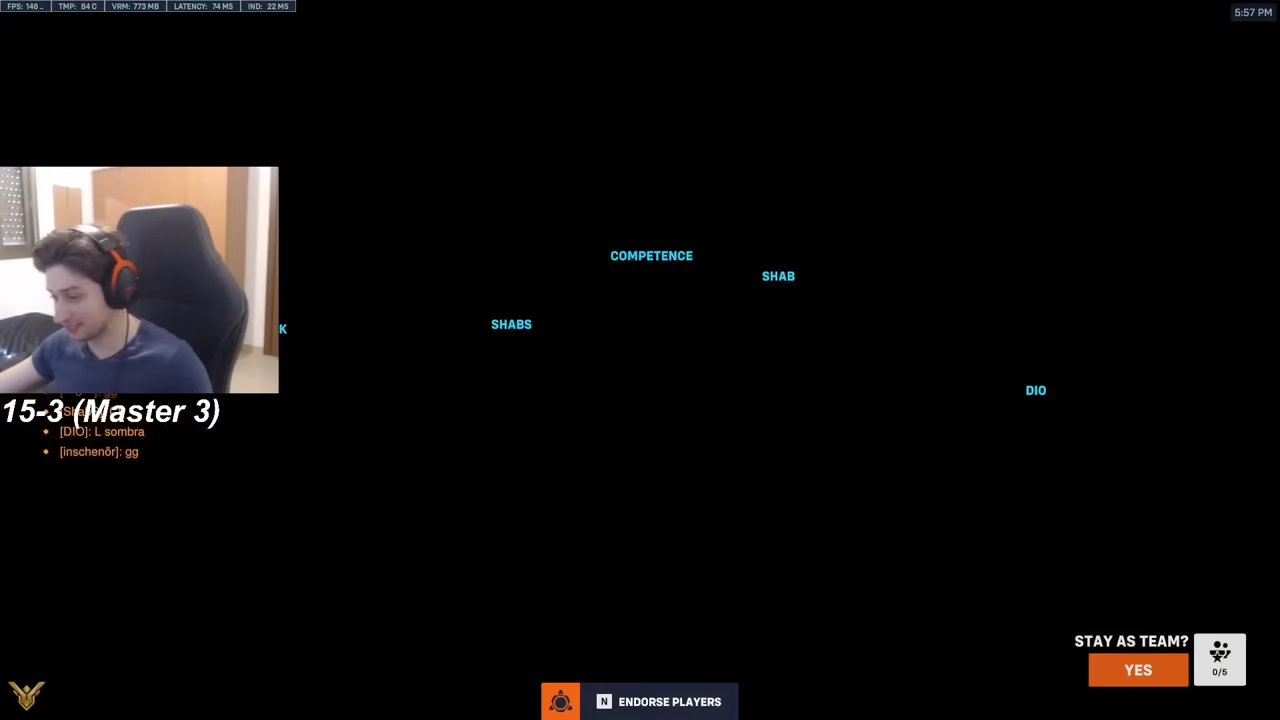 FPS: 148 .. TMP: 84 C VRM: 773 MB LATENCY: 74 MS IND: 22 MS
5:57 PM
COMPETENCE
SHAB
SHABS
K
DIO
15-3 (Master 3)
[DIO]: L sombra
[inschenör]: gg
STAY AS TEAM?
YES
0/5
N ENDORSE PLAYERS